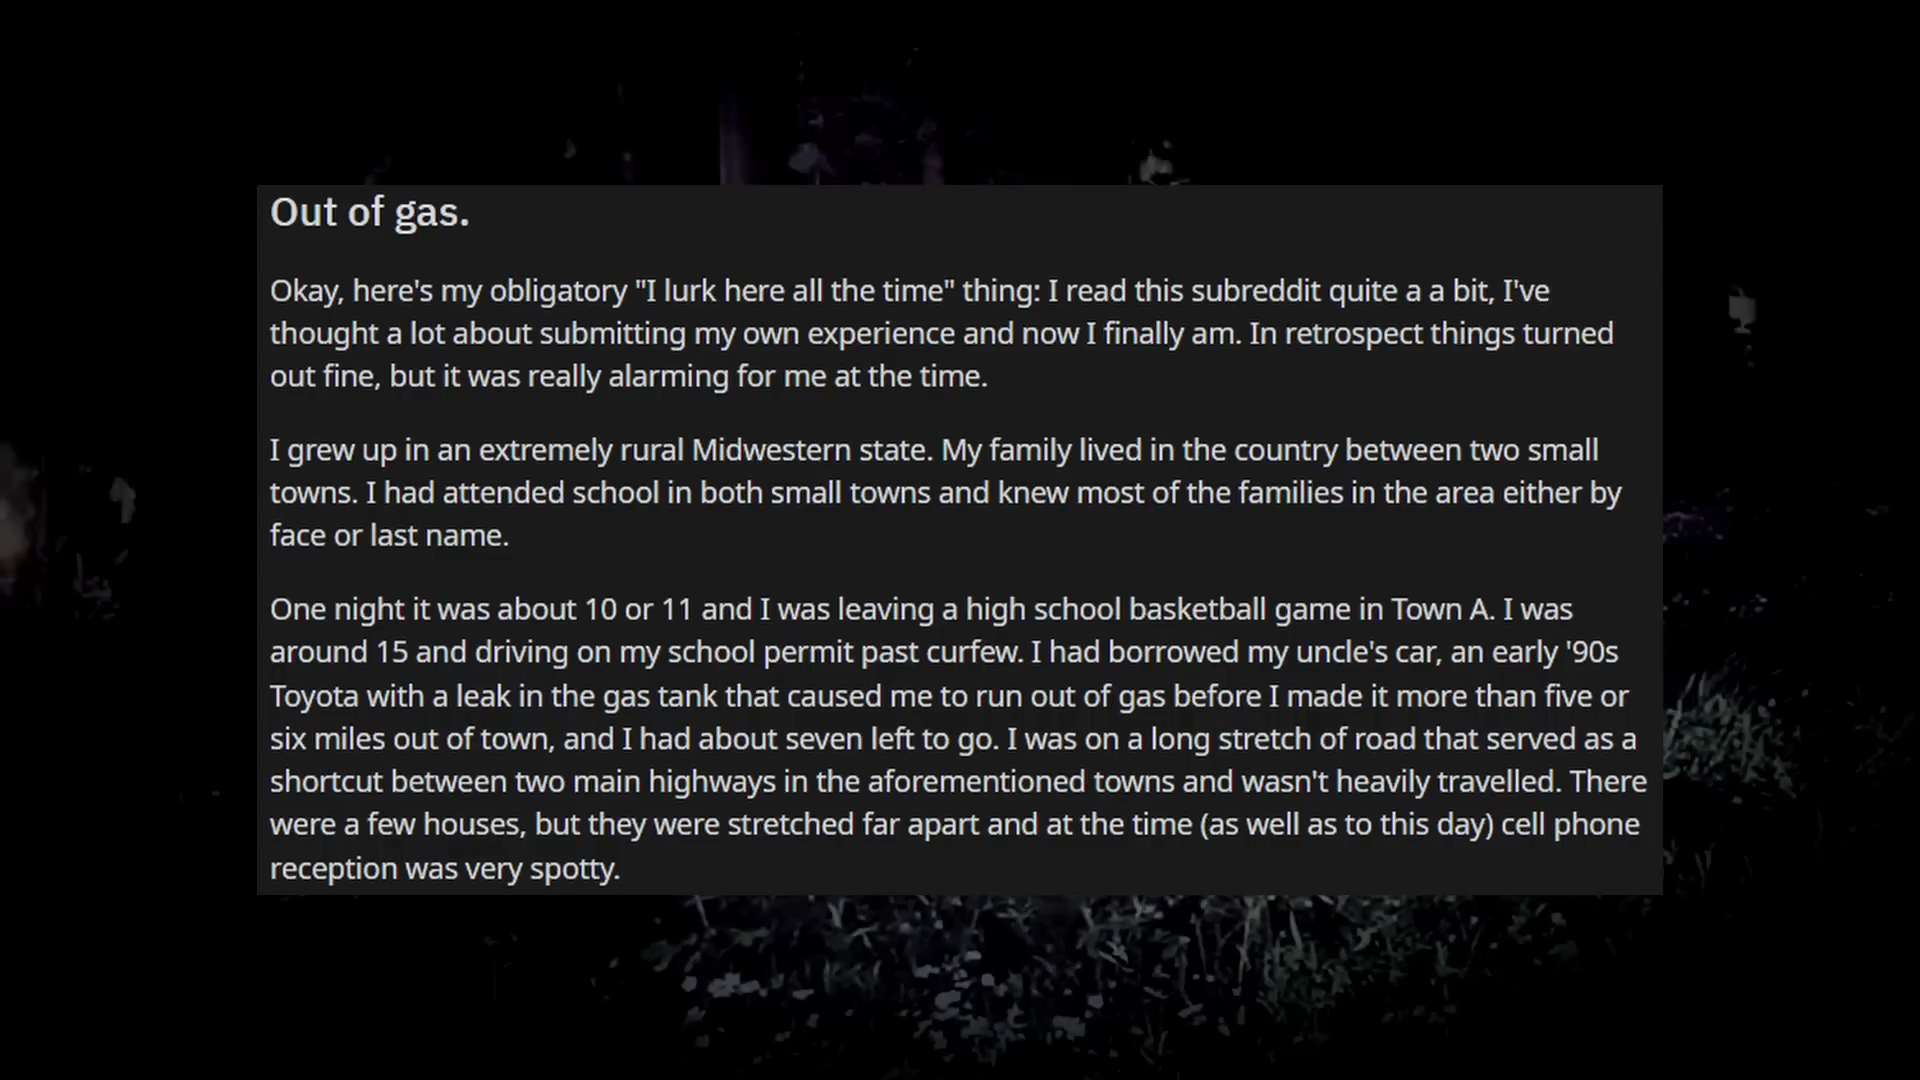 Out of gas.
Okay, here's my obligatory "I lurk here all the time" thing: I read this subreddit quite a a bit, I've
thought a lot about submitting my own experience and now I finally am. In retrospect things turned
out fine, but it was really alarming for me at the time.
I grew up in an extremely rural Midwestern state. My family lived in the country between two small
towns. I had attended school in both small towns and knew most of the families in the area either by
face or last name.
One night it was about 10 or 11 and I was leaving a high school basketball game in Town A. I was
around 15 and driving on my school permit past curfew. I had borrowed my uncle's car, an early '90s
Toyota with a leak in the gas tank that caused me to run out of gas before I made it more than five or
six miles out of town, and I had about seven left to go. I was on a long stretch of road that served as a
shortcut between two main highways in the aforementioned towns and wasn't heavily travelled. There
were a few houses, but they were stretched far apart and at the time (as well as to this day) cell phone
reception was very spotty.